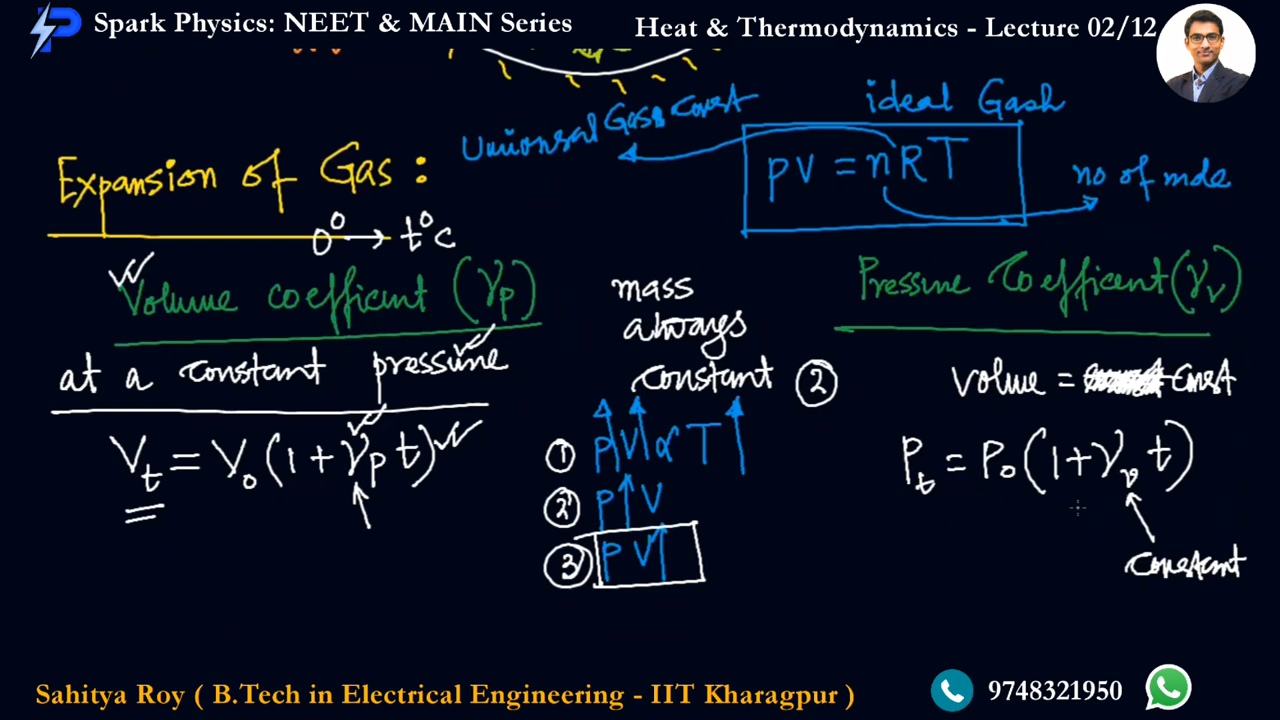 Spark Physics: NEET & MAIN Series
Heat & Thermodynamics - Lecture 02/12
ideal Gash
Unionsal Gas Const
PV = nRT
no of mole
Expansion of Gas :
0° → t°c
Volume coefficient (γp)
Pressure Coefficent (γv)
mass
always
constant
at a constant pressure
② volume = Const
Vt = V0 (1 + γp t)
① PV ∝ T
② P V
③ PV
Pt = P0 (1 + γv t)
constant
Sahitya Roy ( B.Tech in Electrical Engineering - IIT Kharagpur )
9748321950